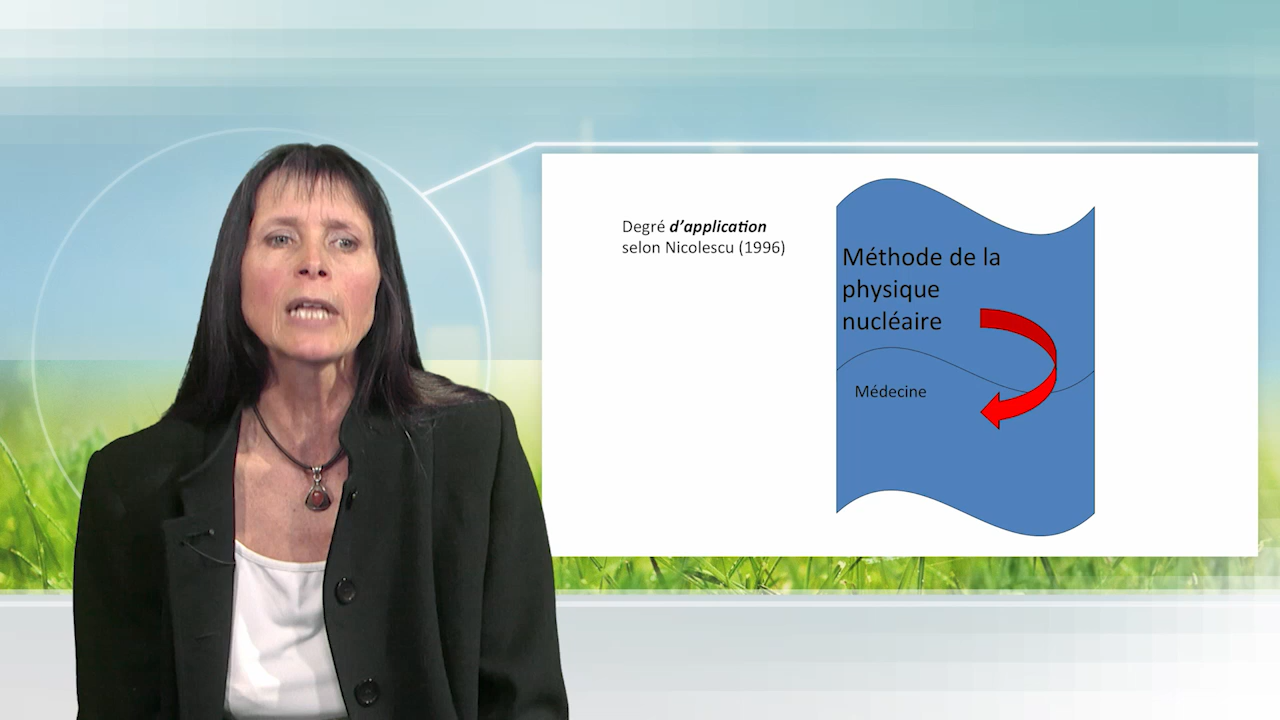 Degré d'application
selon Nicolescu (1996)
Méthode de la
physique
nucléaire
Médecine